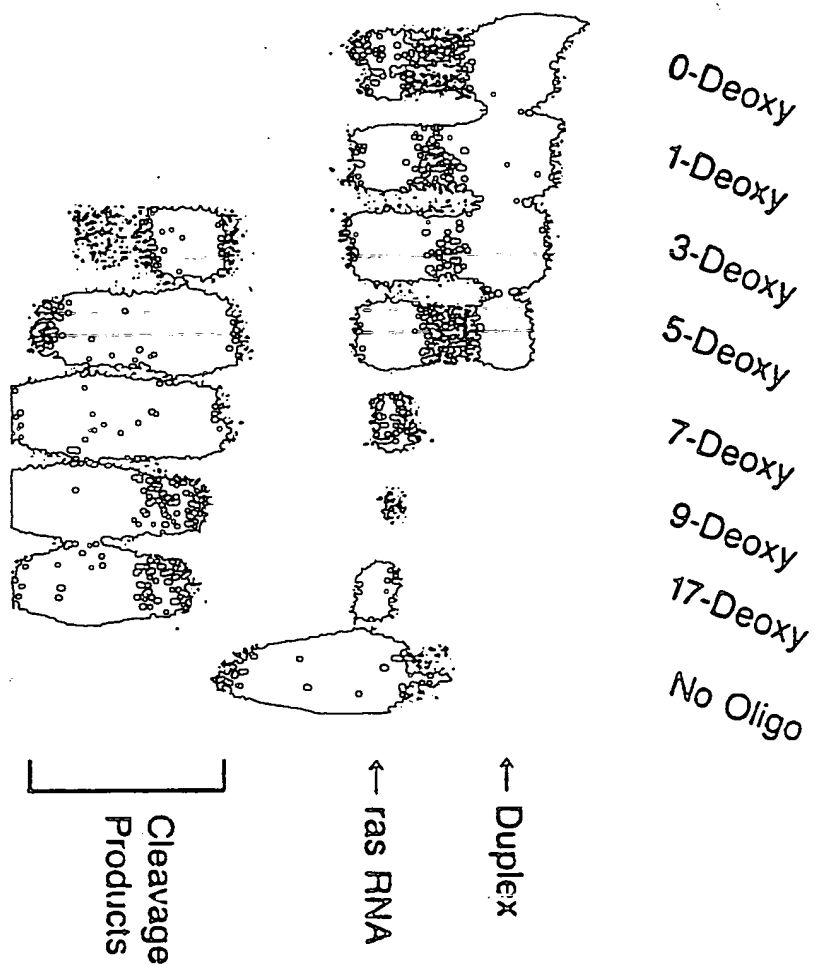 0-Deoxy
1-Deoxy
3-Deoxy
5-Deoxy
7-Deoxy
9-Deoxy
17-Deoxy
No Oligo
← Duplex
← ras RNA
Cleavage
Products